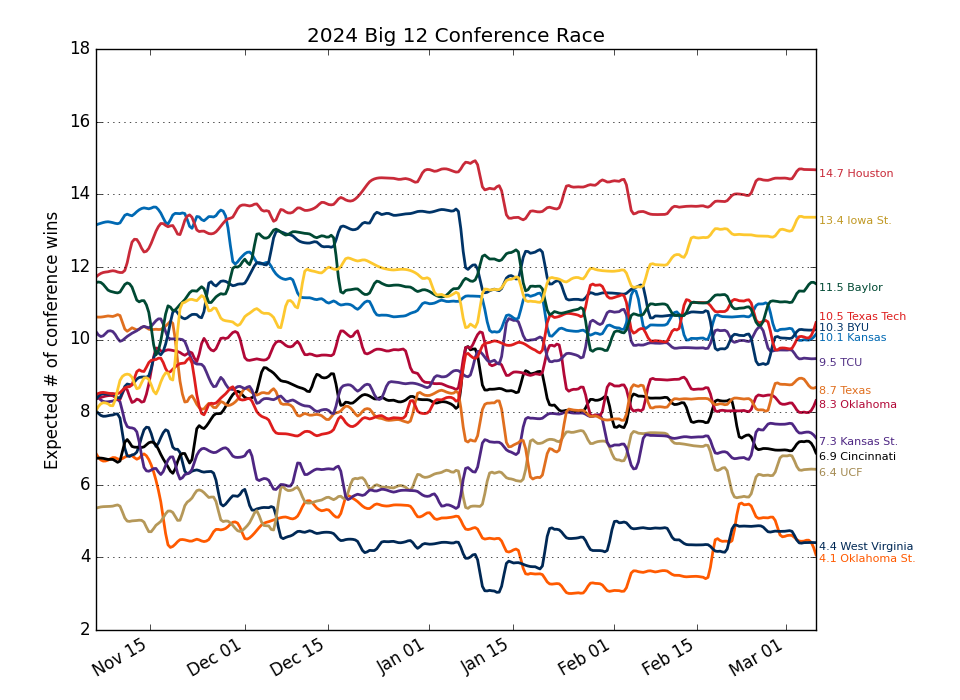 2024 Big 12 Conference Race
Expected # of conference wins
18
16
14
12
10
8
6
4
2
Nov 15
Dec 01
Dec 15
Jan 01
Jan 15
Feb 01
Feb 15
Mar 01
14.7 Houston
13.4 Iowa St.
11.5 Baylor
10.5 Texas Tech
10.3 BYU
10.1 Kansas
9.5 TCU
8.7 Texas
8.3 Oklahoma
7.3 Kansas St.
6.9 Cincinnati
6.4 UCF
4.4 West Virginia
4.1 Oklahoma St.